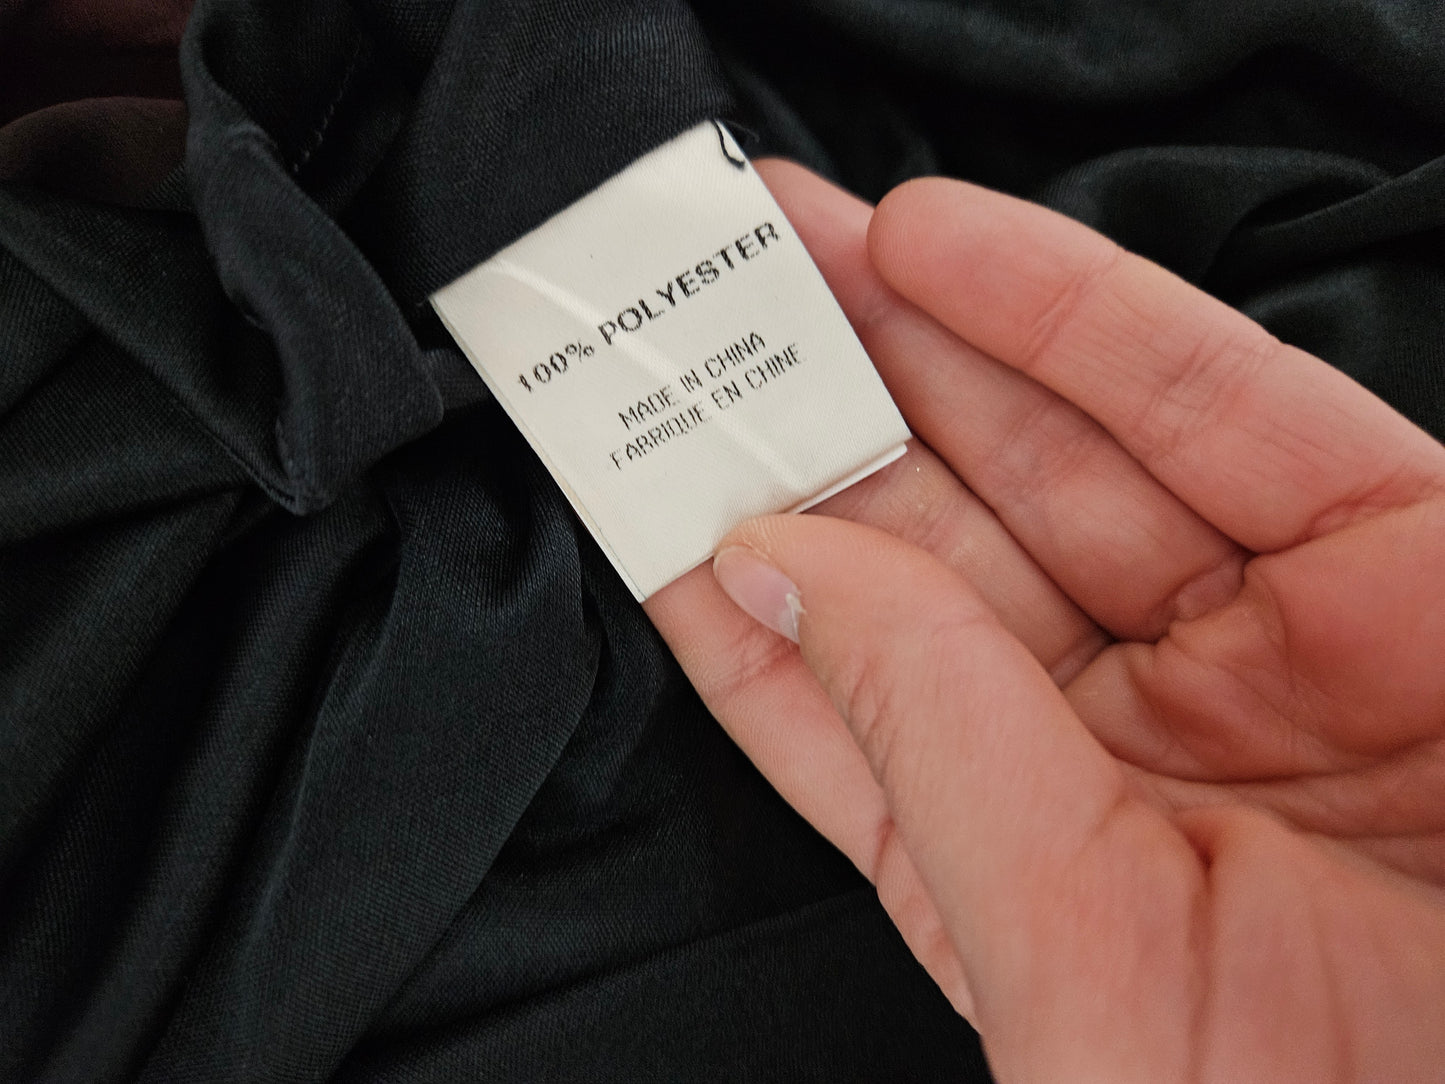 100% POLYESTER
MADE IN CHINA
FABRIQUE EN CHINE